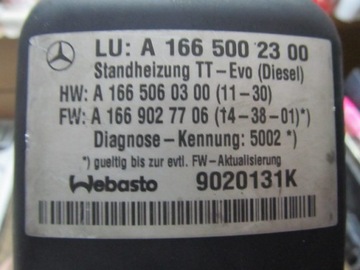 LU: A 166 500 23 00
Standheizung TT-Evo (Diesel)
HW: A 166 506 03 00 (11-30)
FW: A 166 902 77 06 (14-38-01)*)
Diagnose-Kennung: 5002 *)
*) gueltig bis zur evtl. FW-Aktualisierung
Webasto 9020131K